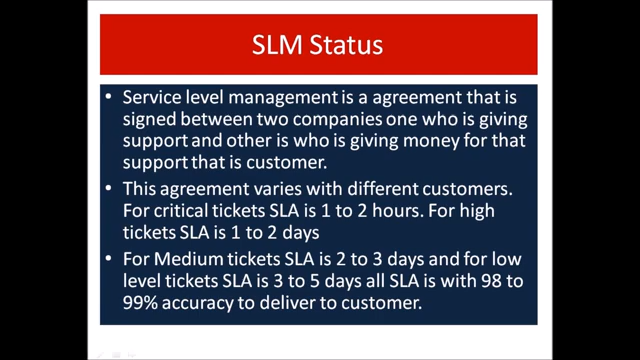 SLM Status
• Service level management is a agreement that is
signed between two companies one who is giving
support and other is who is giving money for that
support that is customer.
• This agreement varies with different customers.
For critical tickets SLA is 1 to 2 hours. For high
tickets SLA is 1 to 2 days
• For Medium tickets SLA is 2 to 3 days and for low
level tickets SLA is 3 to 5 days all SLA is with 98 to
99% accuracy to deliver to customer.